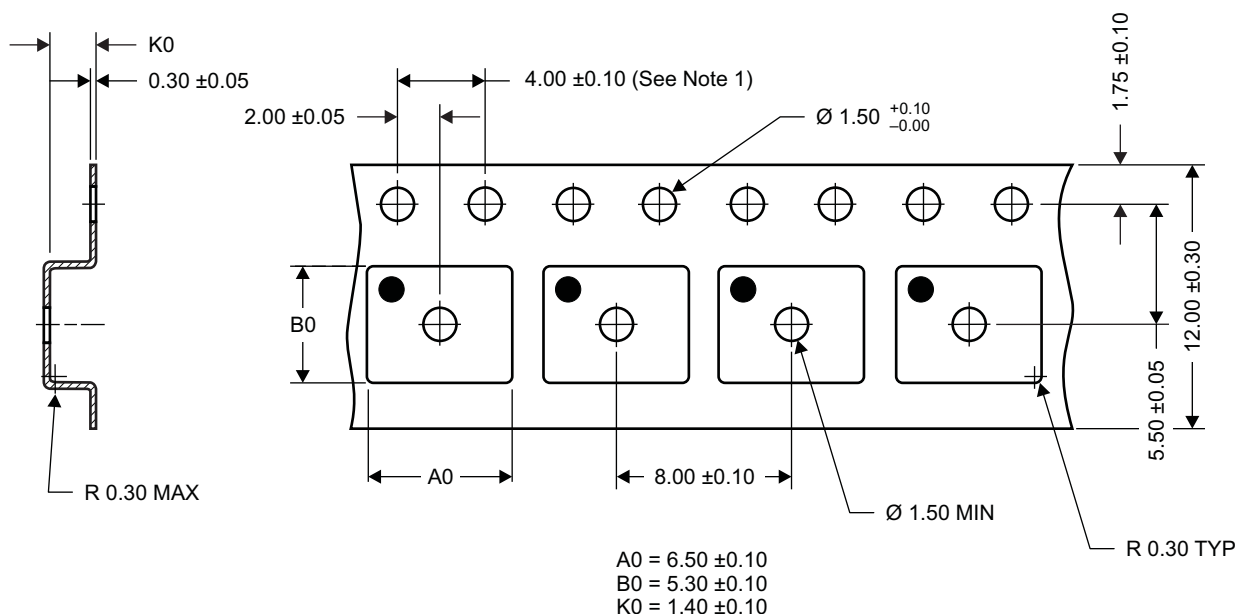 K0
0.30 ±0.05
4.00 ±0.10 (See Note 1)
2.00 ±0.05
Ø 1.50 +0.10 –0.00
1.75 ±0.10
B0
12.00 ±0.30
5.50 ±0.05
R 0.30 MAX
A0
8.00 ±0.10
Ø 1.50 MIN
R 0.30 TYP
A0 = 6.50 ±0.10
B0 = 5.30 ±0.10
K0 = 1.40 ±0.10